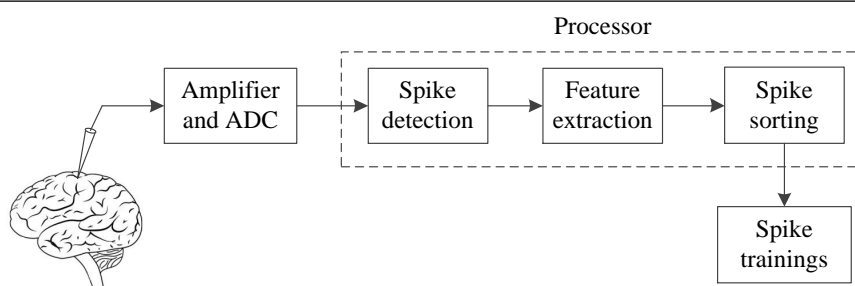 Processor
Amplifier
and ADC
Spike
detection
Feature
extraction
Spike
sorting
Spike
trainings